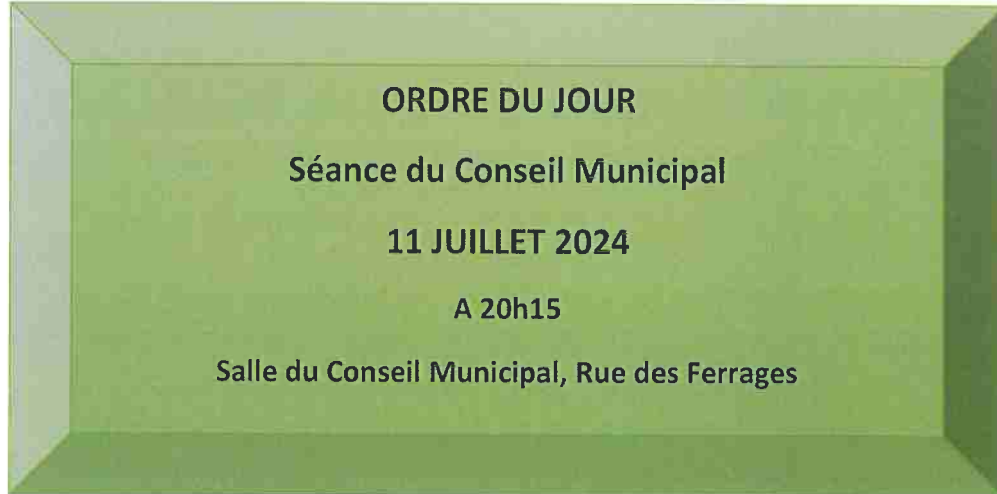 ORDRE DU JOUR
Séance du Conseil Municipal
11 JUILLET 2024
A 20h15
Salle du Conseil Municipal, Rue des Ferrages